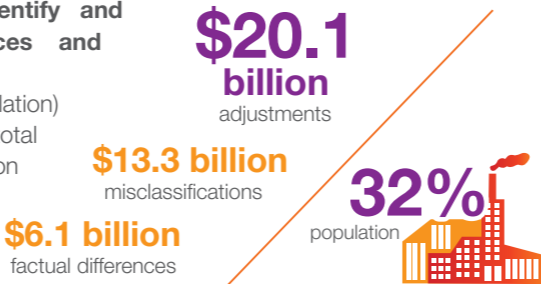 entify and
ces and
lation)
otal
on
$20.1
billion
adjustments
$13.3 billion
misclassifications
$6.1 billion
factual differences
32%
population